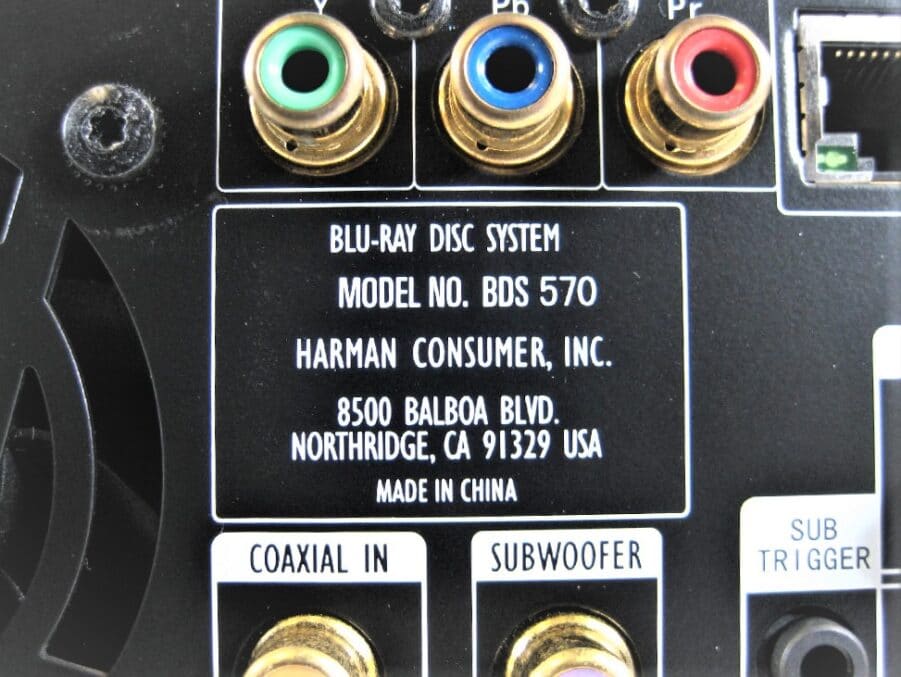 Y Pb Pr
BLU-RAY DISC SYSTEM
MODEL NO. BDS 570
HARMAN CONSUMER, INC.
8500 BALBOA BLVD.
NORTHRIDGE, CA 91329 USA
MADE IN CHINA
COAXIAL IN
SUBWOOFER
SUB
TRIGGER